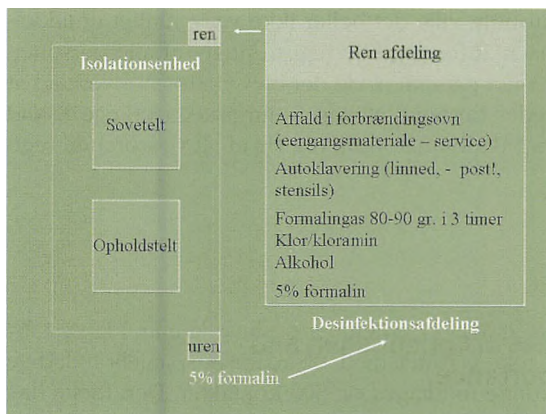 ren
Isolationsenhed
Sovetelt
Opholdstelt
uren
5% formalin
Ren afdeling
Affald i forbrændingsovn
(eengangsmateriale – service)
Autoklavering (linned, - post!,
stensils)
Formalingas 80-90 gr. i 3 timer
Klor/kloramin
Alkohol
5% formalin
Desinfektionsafdeling